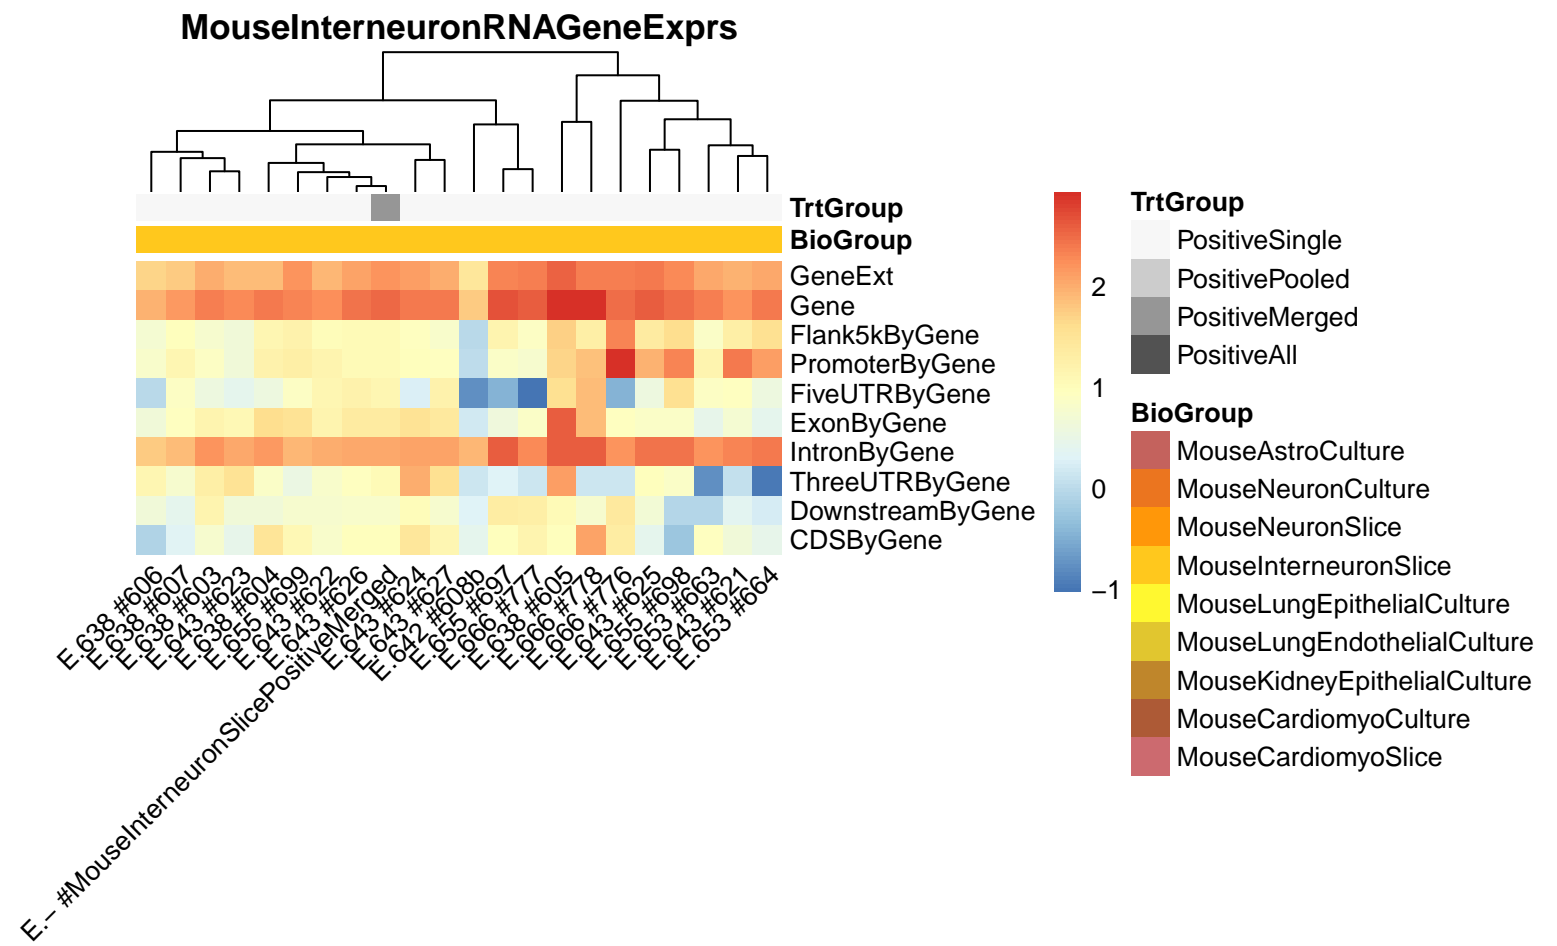 MouseInterneuronRNAGeneExprs
TrtGroup
BioGroup
GeneExt
Gene
Flank5kByGene
PromoterByGene
FiveUTRByGene
ExonByGene
IntronByGene
ThreeUTRByGene
DownstreamByGene
CDSByGene
E.638 #606
E.638 #607
E.638 #603
E.643 #623
E.638 #604
E.655 #699
E.643 #622
E.643 #626
E.– #MouseInterneuronSlicePositiveMerged
E.643 #624
E.643 #627
E.642 #608b
E.655 #697
E.666 #777
E.638 #605
E.666 #778
E.666 #776
E.643 #625
E.655 #698
E.653 #663
E.643 #621
E.653 #664
2
1
0
−1
TrtGroup
PositiveSingle
PositivePooled
PositiveMerged
PositiveAll
BioGroup
MouseAstroCulture
MouseNeuronCulture
MouseNeuronSlice
MouseInterneuronSlice
MouseLungEpithelialCulture
MouseLungEndothelialCulture
MouseKidneyEpithelialCulture
MouseCardiomyoCulture
MouseCardiomyoSlice